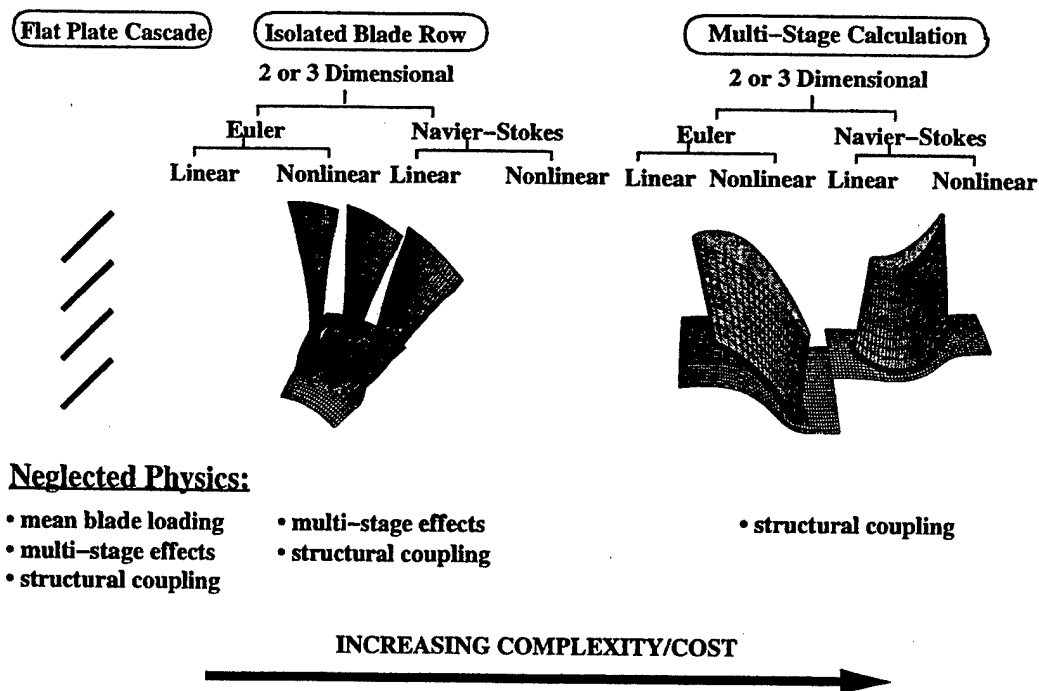 Flat Plate Cascade
Isolated Blade Row
Multi–Stage Calculation
2 or 3 Dimensional
2 or 3 Dimensional
Euler
Navier–Stokes
Euler
Navier–Stokes
Linear
Nonlinear
Linear
Nonlinear
Linear
Nonlinear
Linear
Nonlinear
Neglected Physics:
• mean blade loading
• multi–stage effects
• structural coupling
• multi–stage effects
• structural coupling
• structural coupling
INCREASING COMPLEXITY/COST